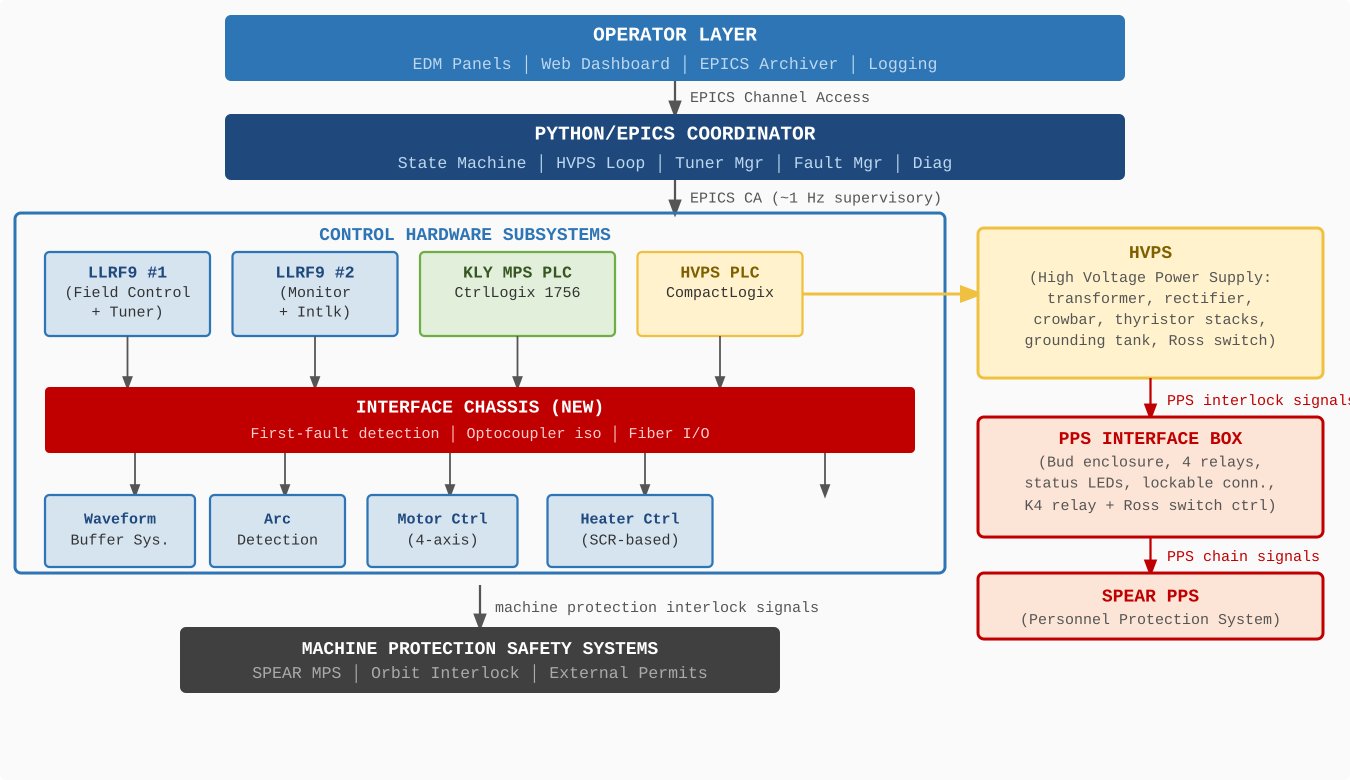 OPERATOR LAYER
EDM Panels │ Web Dashboard │ EPICS Archiver │ Logging
EPICS Channel Access
PYTHON/EPICS COORDINATOR
State Machine │ HVPS Loop │ Tuner Mgr │ Fault Mgr │ Diag
EPICS CA (~1 Hz supervisory)
CONTROL HARDWARE SUBSYSTEMS
LLRF9 #1
(Field Control
+ Tuner)
LLRF9 #2
(Monitor
+ Intlk)
KLY MPS PLC
CtrlLogix 1756
HVPS PLC
CompactLogix
HVPS
(High Voltage Power Supply:
transformer, rectifier,
crowbar, thyristor stacks,
grounding tank, Ross switch)
INTERFACE CHASSIS (NEW)
First-fault detection │ Optocoupler iso │ Fiber I/O
PPS interlock signals
PPS INTERFACE BOX
(Bud enclosure, 4 relays,
status LEDs, lockable conn.,
K4 relay + Ross switch ctrl)
Waveform
Buffer Sys.
Arc
Detection
Motor Ctrl
(4-axis)
Heater Ctrl
(SCR-based)
PPS chain signals
SPEAR PPS
(Personnel Protection System)
machine protection interlock signals
MACHINE PROTECTION SAFETY SYSTEMS
SPEAR MPS │ Orbit Interlock │ External Permits